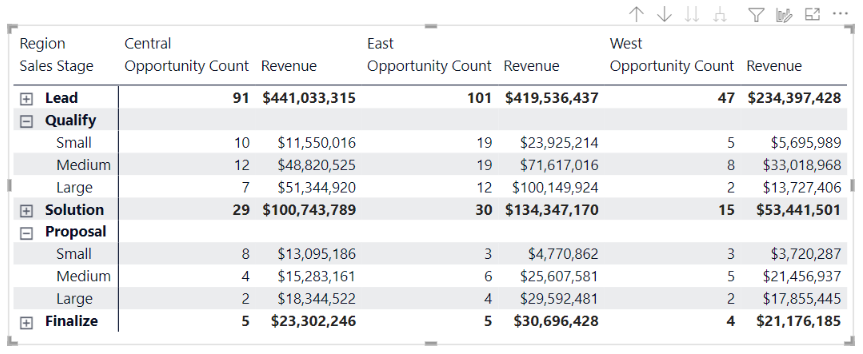 Region Central East West
Sales Stage Opportunity Count Revenue Opportunity Count Revenue Opportunity Count Revenue
Lead 91 $441,033,315 101 $419,536,437 47 $234,397,428
Qualify
Small 10 $11,550,016 19 $23,925,214 5 $5,695,989
Medium 12 $48,820,525 19 $71,617,016 8 $33,018,968
Large 7 $51,344,920 12 $100,149,924 2 $13,727,406
Solution 29 $100,743,789 30 $134,347,170 15 $53,441,501
Proposal
Small 8 $13,095,186 3 $4,770,862 3 $3,720,287
Medium 4 $15,283,161 6 $25,607,581 5 $21,456,937
Large 2 $18,344,522 4 $29,592,481 2 $17,855,445
Finalize 5 $23,302,246 5 $30,696,428 4 $21,176,185